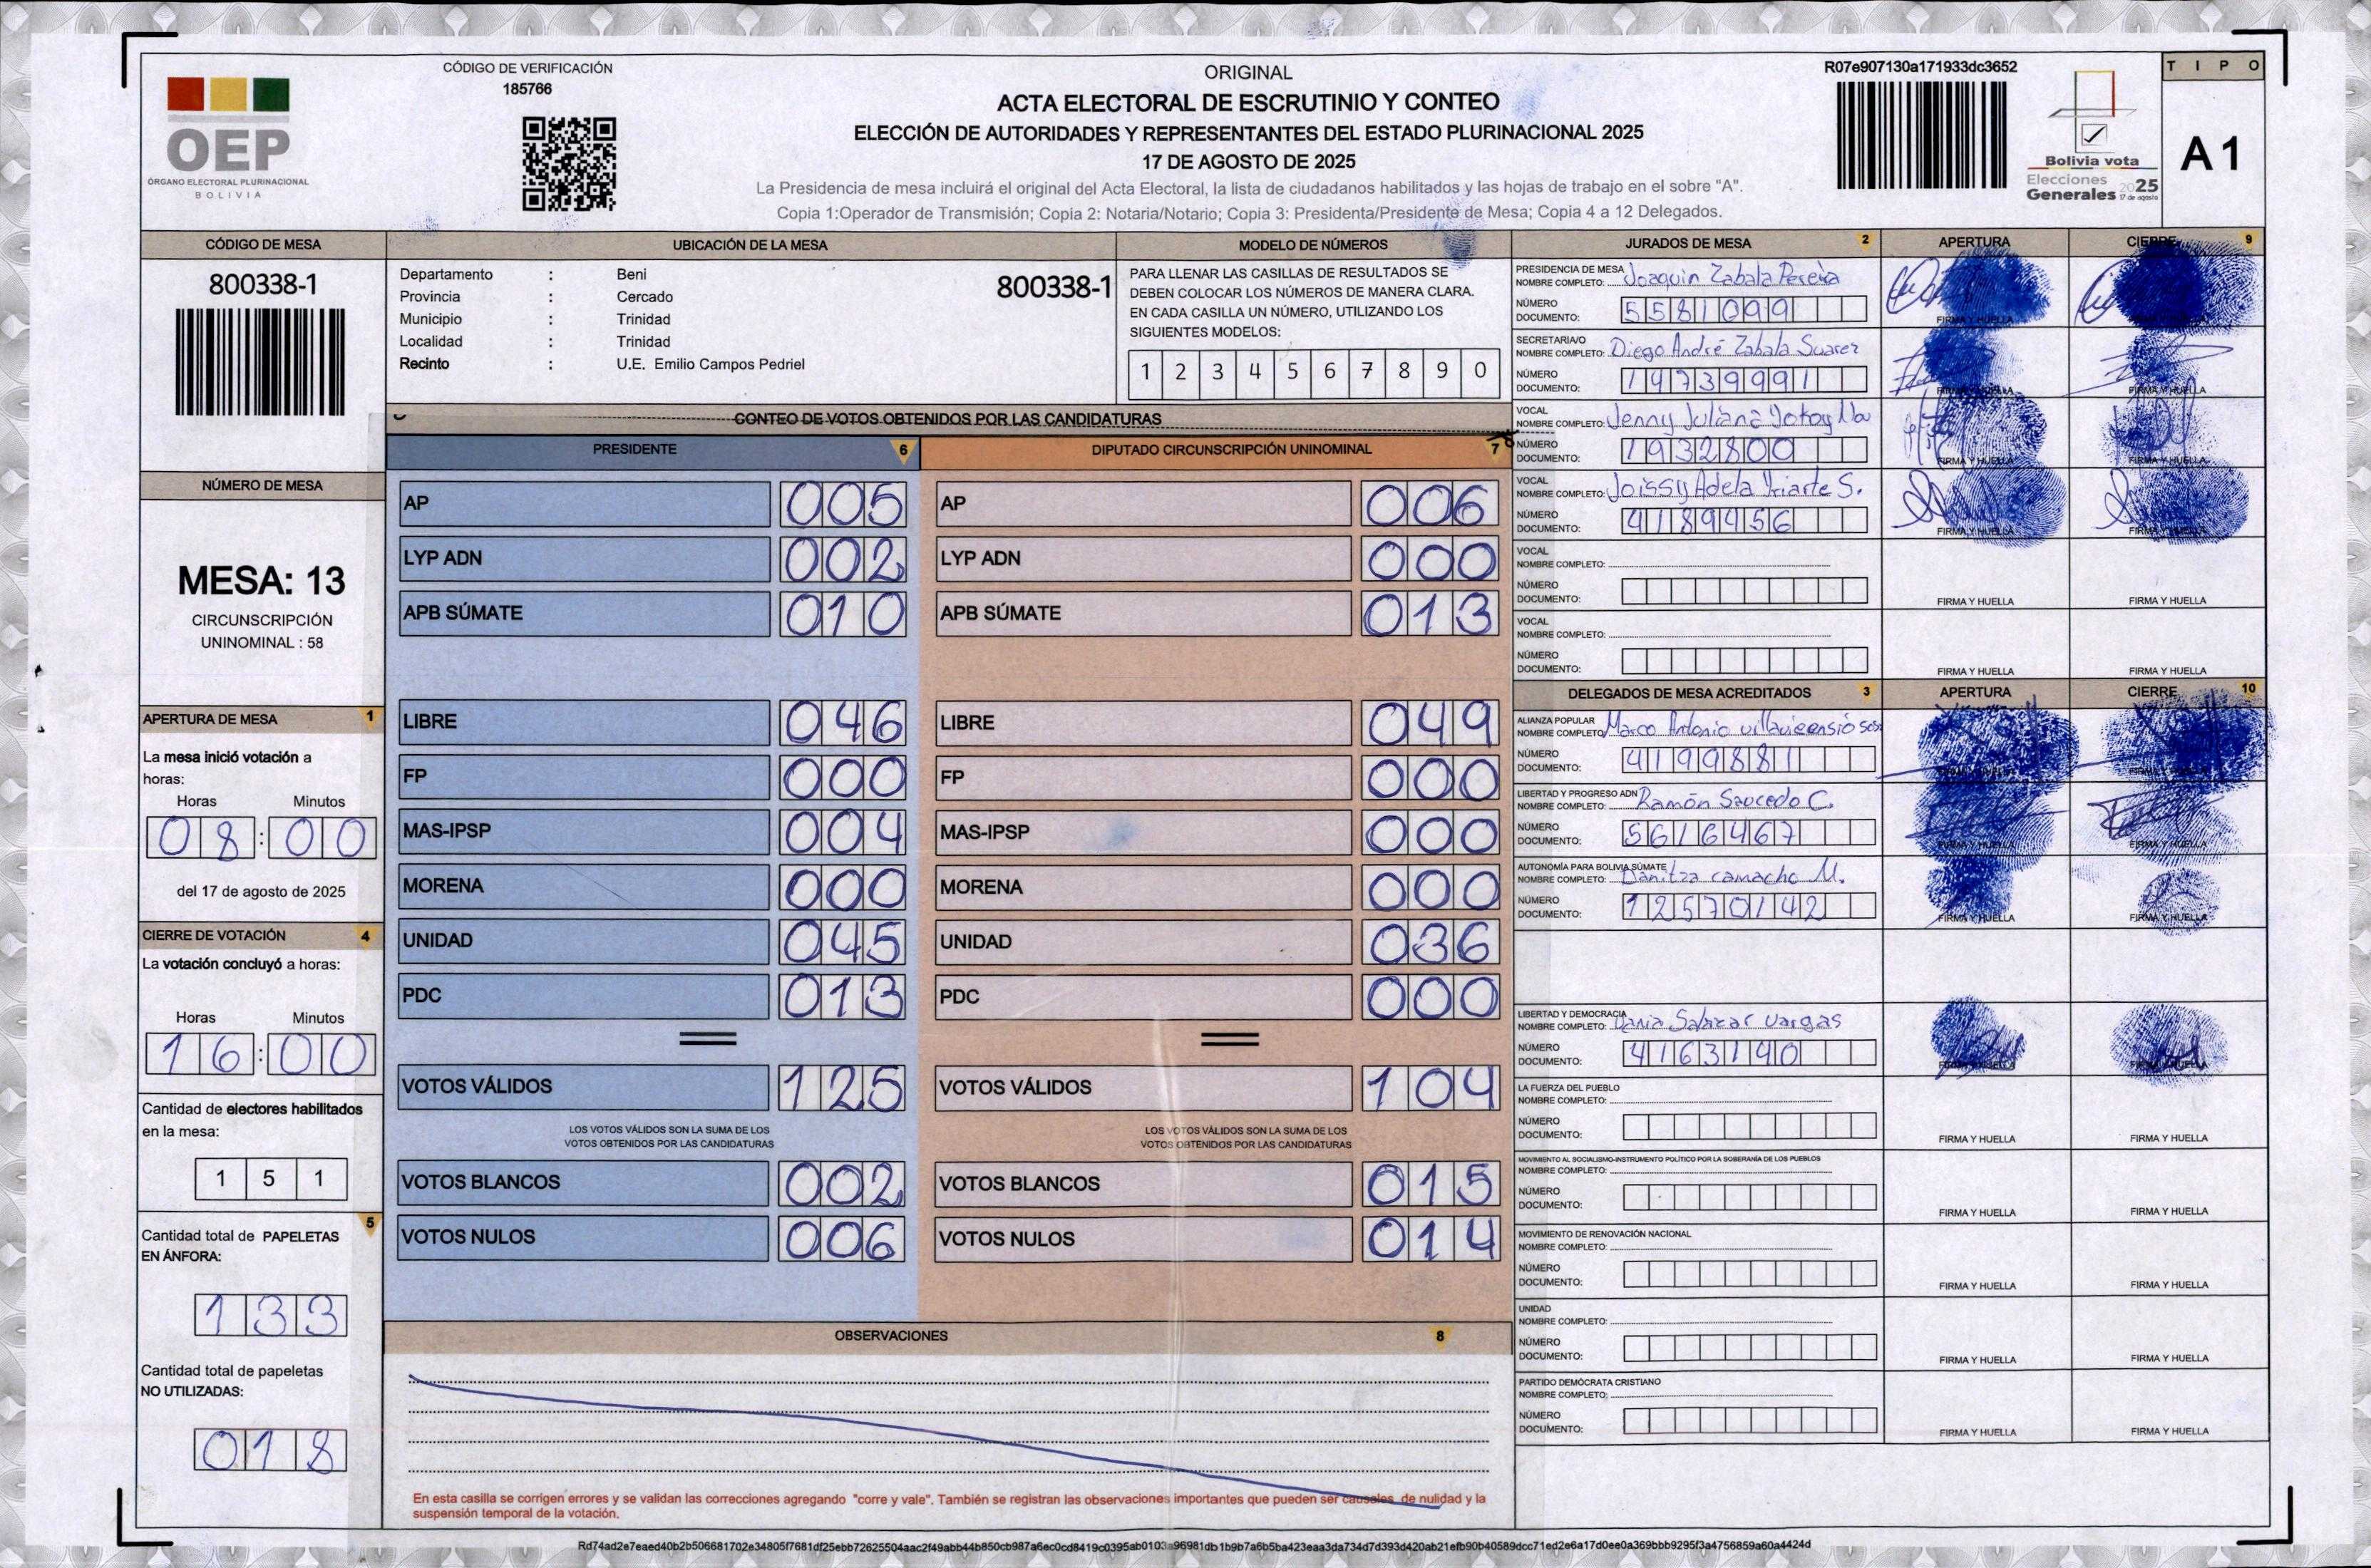 CÓDIGO DE VERIFICACIÓN
185766
OEP
ÓRGANO ELECTORAL PLURINACIONAL
BOLIVIA
ORIGINAL
ACTA ELECTORAL DE ESCRUTINIO Y CONTEO
ELECCIÓN DE AUTORIDADES Y REPRESENTANTES DEL ESTADO PLURINACIONAL 2025
17 DE AGOSTO DE 2025
La Presidencia de mesa incluirá el original del Acta Electoral, la lista de ciudadanos habilitados y las hojas de trabajo en el sobre "A".
Copia 1:Operador de Transmisión; Copia 2: Notaria/Notario; Copia 3: Presidenta/Presidente de Mesa; Copia 4 a 12 Delegados.
R07e907130a171933dc3652
Bolivia vota
Elecciones
Generales 2025
17 de agosto
TIPO
A1
CÓDIGO DE MESA
800338-1
UBICACIÓN DE LA MESA
Departamento : Beni
Provincia : Cercado
Municipio : Trinidad
Localidad : Trinidad
Recinto : U.E. Emilio Campos Pedriel
800338-1
MODELO DE NÚMEROS
PARA LLENAR LAS CASILLAS DE RESULTADOS SE
DEBEN COLOCAR LOS NÚMEROS DE MANERA CLARA.
EN CADA CASILLA UN NÚMERO, UTILIZANDO LOS
SIGUIENTES MODELOS:
1 2 3 4 5 6 7 8 9 0
NÚMERO DE MESA
MESA: 13
CIRCUNSCRIPCIÓN
UNINOMINAL : 58
APERTURA DE MESA 1
La mesa inició votación a
horas:
Horas Minutos
08:00
del 17 de agosto de 2025
CIERRE DE VOTACIÓN 4
La votación concluyó a horas:
Horas Minutos
16:00
Cantidad de electores habilitados
en la mesa:
151
5
Cantidad total de PAPELETAS
EN ÁNFORA:
133
Cantidad total de papeletas
NO UTILIZADAS:
018
CONTEO DE VOTOS OBTENIDOS POR LAS CANDIDATURAS
PRESIDENTE 6
AP 005
LYP ADN 002
APB SÚMATE 010
LIBRE 046
FP 000
MAS-IPSP 004
MORENA 000
UNIDAD 045
PDC 013
VOTOS VÁLIDOS 125
LOS VOTOS VÁLIDOS SON LA SUMA DE LOS
VOTOS OBTENIDOS POR LAS CANDIDATURAS
VOTOS BLANCOS 002
VOTOS NULOS 006
DIPUTADO CIRCUNSCRIPCIÓN UNINOMINAL 7
AP 006
LYP ADN 000
APB SÚMATE 013
LIBRE 049
FP 000
MAS-IPSP 000
MORENA 000
UNIDAD 036
PDC 000
VOTOS VÁLIDOS 104
LOS VOTOS VÁLIDOS SON LA SUMA DE LOS
VOTOS OBTENIDOS POR LAS CANDIDATURAS
VOTOS BLANCOS 015
VOTOS NULOS 014
OBSERVACIONES 8
En esta casilla se corrigen errores y se validan las correcciones agregando "corre y vale". También se registran las observaciones importantes que pueden ser causales de nulidad y la
suspensión temporal de la votación.
JURADOS DE MESA 2 APERTURA CIERRE 9
PRESIDENCIA DE MESA
NOMBRE COMPLETO: Joaquin Zabala Pereira
NÚMERO
DOCUMENTO: 5581099
FIRMA Y HUELLA
SECRETARIA/O
NOMBRE COMPLETO: Diego André Zabala Suarez
NÚMERO
DOCUMENTO: 14739991
FIRMA Y HUELLA FIRMA Y HUELLA
VOCAL
NOMBRE COMPLETO: Jenny Juliana
NÚMERO
DOCUMENTO: 1932800
FIRMA Y HUELLA FIRMA Y HUELLA
VOCAL
NOMBRE COMPLETO: Joissy Adela Iriarte S.
NÚMERO
DOCUMENTO: 4189456
FIRMA Y HUELLA FIRMA Y HUELLA
VOCAL
NOMBRE COMPLETO:
NÚMERO
DOCUMENTO:
FIRMA Y HUELLA FIRMA Y HUELLA
VOCAL
NOMBRE COMPLETO:
NÚMERO
DOCUMENTO:
FIRMA Y HUELLA FIRMA Y HUELLA
DELEGADOS DE MESA ACREDITADOS 3 APERTURA CIERRE 10
ALIANZA POPULAR
NOMBRE COMPLETO: Marco Antonio villavicensio
NÚMERO
DOCUMENTO: 4199881
LIBERTAD Y PROGRESO ADN
NOMBRE COMPLETO: Ramón Saucedo C.
NÚMERO
DOCUMENTO: 5616467
FIRMA Y HUELLA FIRMA Y HUELLA
AUTONOMÍA PARA BOLIVIA SÚMATE
NOMBRE COMPLETO: Danitza camacho M.
NÚMERO
DOCUMENTO: 12570142
FIRMA Y HUELLA FIRMA Y HUELLA
LIBERTAD Y DEMOCRACIA
NOMBRE COMPLETO: Dania Salazar vargas
NÚMERO
DOCUMENTO: 4163140
FIRMA Y HUELLA FIRMA Y HUELLA
LA FUERZA DEL PUEBLO
NOMBRE COMPLETO:
NÚMERO
DOCUMENTO:
FIRMA Y HUELLA FIRMA Y HUELLA
MOVIMIENTO AL SOCIALISMO-INSTRUMENTO POLÍTICO POR LA SOBERANÍA DE LOS PUEBLOS
NOMBRE COMPLETO:
NÚMERO
DOCUMENTO:
FIRMA Y HUELLA FIRMA Y HUELLA
MOVIMIENTO DE RENOVACIÓN NACIONAL
NOMBRE COMPLETO:
NÚMERO
DOCUMENTO:
FIRMA Y HUELLA FIRMA Y HUELLA
UNIDAD
NOMBRE COMPLETO:
NÚMERO
DOCUMENTO:
FIRMA Y HUELLA FIRMA Y HUELLA
PARTIDO DEMÓCRATA CRISTIANO
NOMBRE COMPLETO:
NÚMERO
DOCUMENTO:
FIRMA Y HUELLA FIRMA Y HUELLA